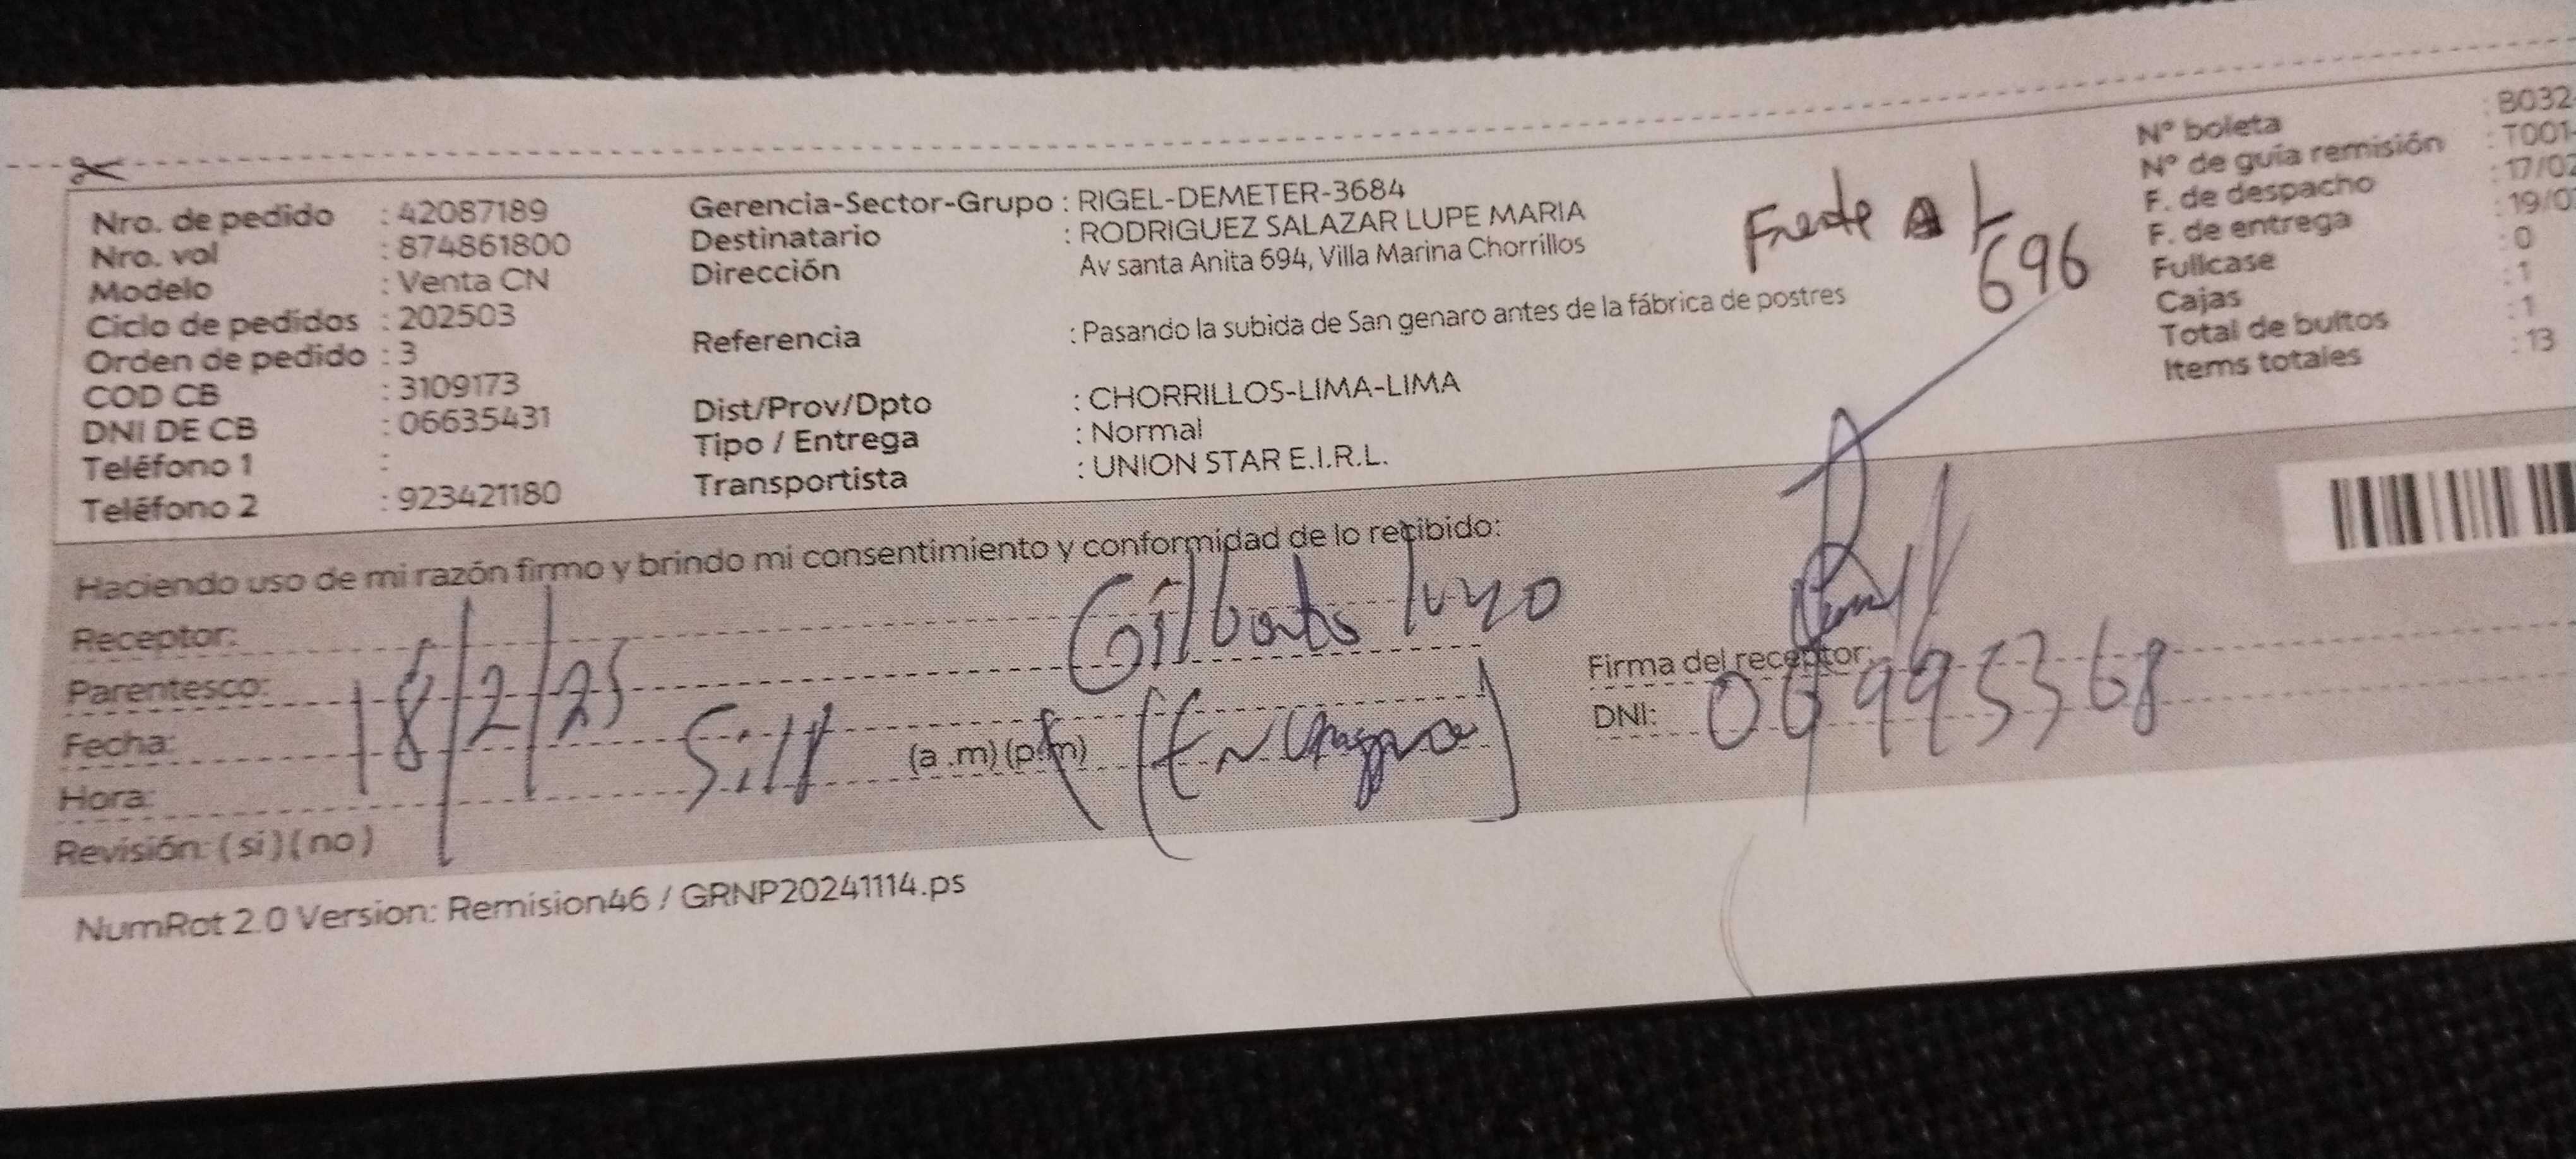 Nro. de pedido : 42087189
Nro. vol : 874861800
Modelo : Venta CN
Ciclo de pedidos : 202503
Orden de pedido : 3
COD CB : 3109173
DNI DE CB : 06635431
Teléfono 1 :
Teléfono 2 : 923421180
Gerencia-Sector-Grupo : RIGEL-DEMETER-3684
Destinatario : RODRIGUEZ SALAZAR LUPE MARIA
Dirección Av santa Anita 694, Villa Marina Chorrillos
Referencia : Pasando la subida de San genaro antes de la fábrica de postres
Dist/Prov/Dpto : CHORRILLOS-LIMA-LIMA
Tipo / Entrega : Normal
Transportista : UNION STAR E.I.R.L.
Frente
696
N° boleta : B032-
N° de guía remisión : T001-
F. de despacho : 17/02
F. de entrega : 19/0
Fullcase : 0
Cajas : 1
Total de bultos : 1
Items totales : 13
Haciendo uso de mi razón firmo y brindo mi consentimiento y conformidad de lo recibido:
Receptor: Gilberto
Parentesco:
Fecha: 18/2/25
Hora: (a .m) (p.m)
Revisión: ( si ) ( no )
Firma del receptor:
DNI:
NumRot 2.0 Version: Remision46 / GRNP20241114.ps